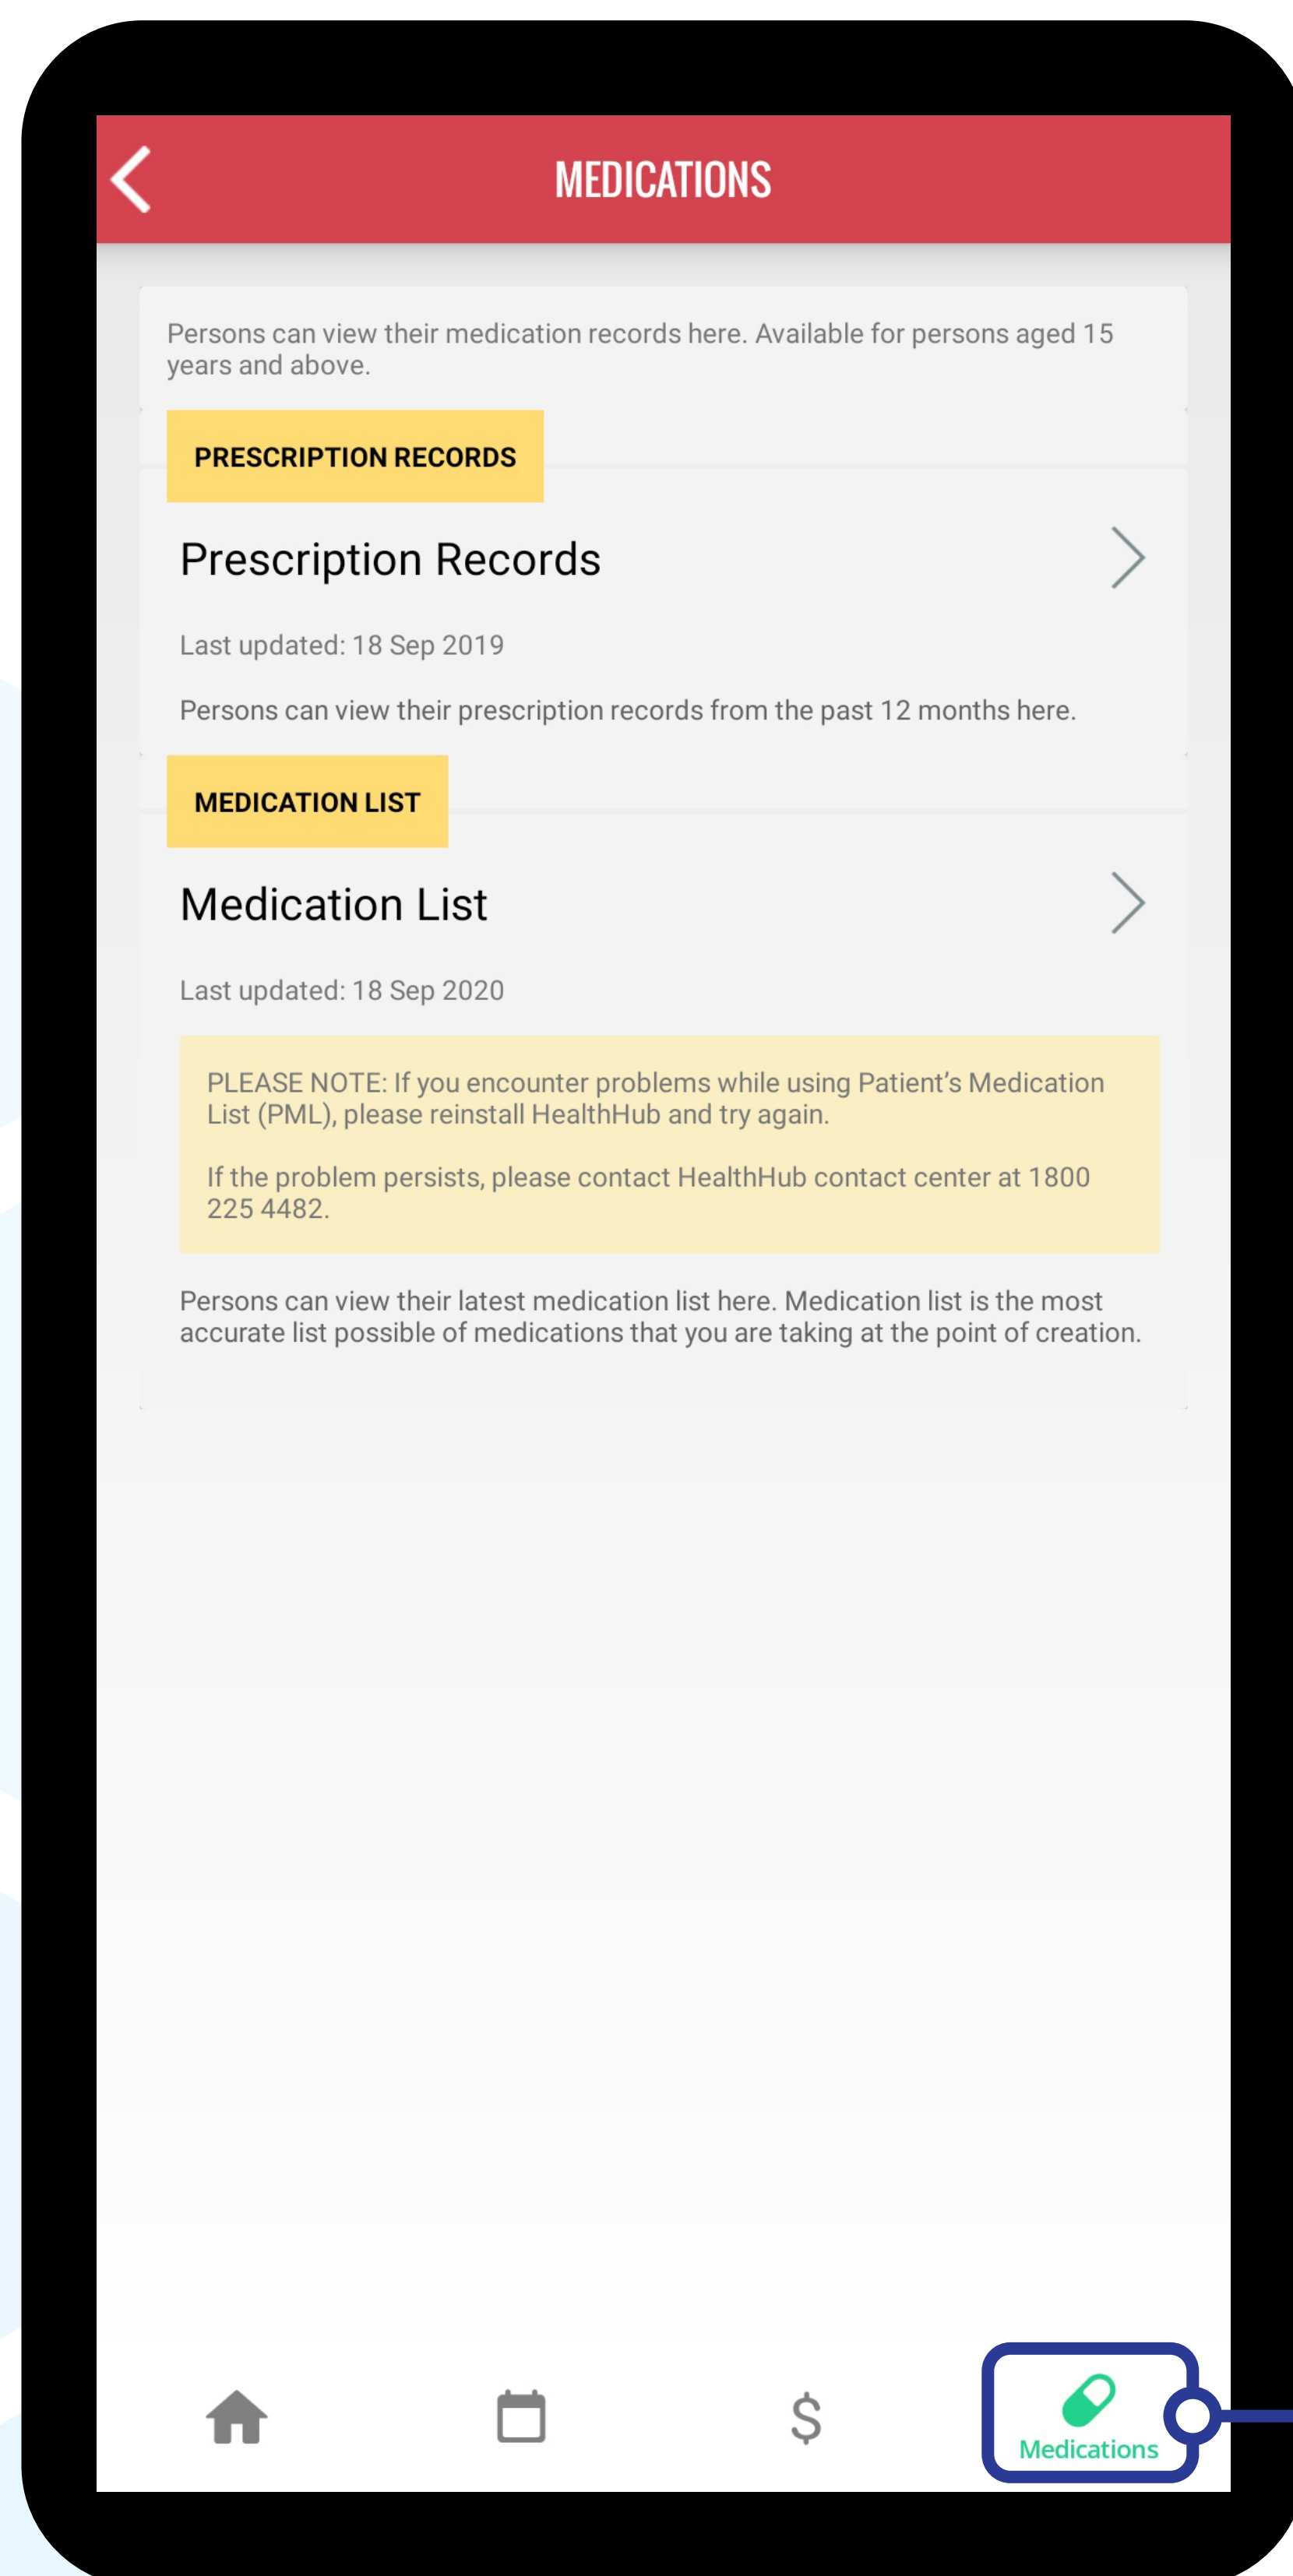 MEDICATIONS
Persons can view their medication records here. Available for persons aged 15
years and above.
PRESCRIPTION RECORDS
Prescription Records
Last updated: 18 Sep 2019
Persons can view their prescription records from the past 12 months here.
MEDICATION LIST
Medication List
Last updated: 18 Sep 2020
PLEASE NOTE: If you encounter problems while using Patient's Medication
List (PML), please reinstall HealthHub and try again.
If the problem persists, please contact HealthHub contact center at 1800
225 4482.
Persons can view their latest medication list here. Medication list is the most
accurate list possible of medications that you are taking at the point of creation.
$
Medications